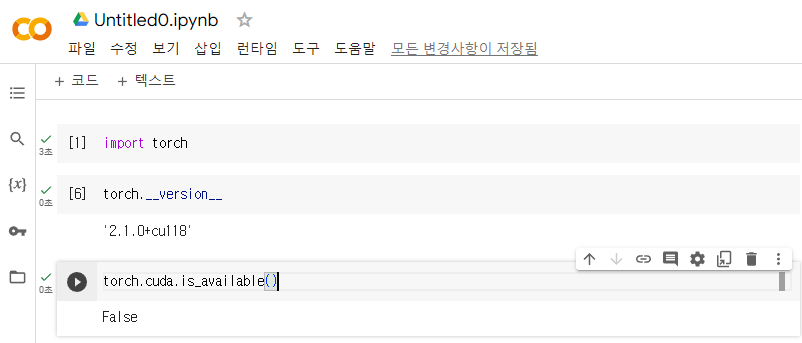 Untitled0.ipynb
파일 수정 보기 삽입 런타임 도구 도움말 모든 변경사항이 저장됨
+ 코드 + 텍스트
[1] import torch
3초
[6] torch.__version__
0초
'2.1.0+cu118'
torch.cuda.is_available()
0초
False
{x}